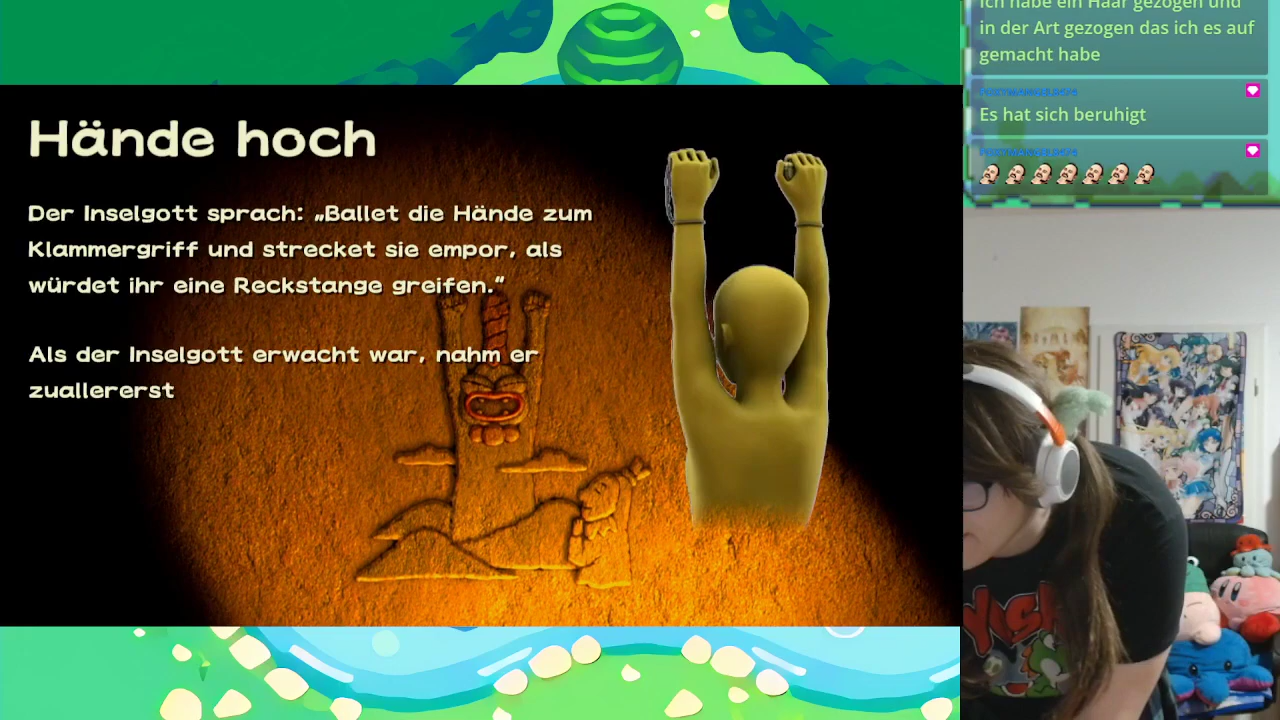 Hände hoch
Der Inselgott sprach: „Ballet die Hände zum
Klammergriff und strecket sie empor, als
würdet ihr eine Reckstange greifen.“
Als der Inselgott erwacht war, nahm er
zuallererst
Ich habe ein Haar gezogen und
in der Art gezogen das ich es auf
gemacht habe
Es hat sich beruhigt